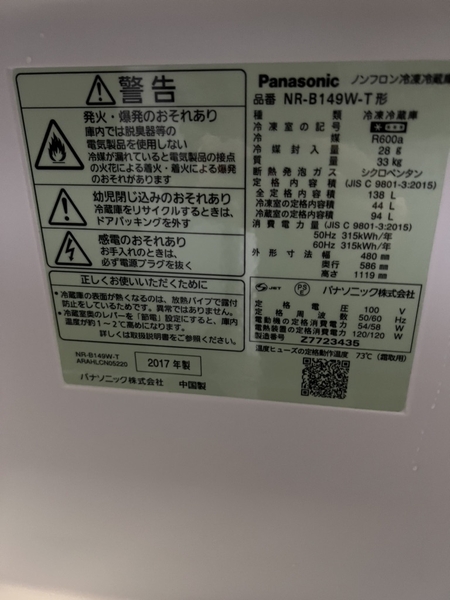 警告
発火・爆発のおそれあり
庫内では脱臭器等の
電気製品を使用しない
冷媒が漏れていると電気製品の接点
の火花による着火・着火による爆発
のおそれがあります
幼児閉じ込みのおそれあり
冷蔵庫をリサイクルするときは、
ドアパッキングを外す
感電のおそれあり
お手入れのときは、
必ず電源プラグを抜く
正しくお使いいただくために
・冷蔵庫の表面が熱くなるのは、放熱パイプで露付
防止をしているためです。異常ではありません。
・冷蔵室奥のレバーを「節電」設定にすると、庫内
温度が約1~2℃高めになります。
詳しくは取扱説明書をご参照ください。
NR-B149W-T
ARAHLCN05220
2017 年製
パナソニック株式会社 中国製
Panasonic ノンフロン冷凍冷蔵庫
品番 NR-B149W-T 形
種類 冷凍冷蔵庫
冷凍室の記号
冷媒 R600a
冷媒封入量 28 g
質量 33 kg
断熱発泡ガス シクロペンタン
定格内容積 (JIS C 9801-3:2015)
全定格内容積 138 L
冷凍室の定格内容積 44 L
冷蔵室の定格内容積 94 L
消費電力量 (JIS C 9801-3:2015)
50Hz 315kWh/年
60Hz 315kWh/年
外形寸法 幅 480 mm
奥行 586 mm
高さ 1119 mm
JET PS E パナソニック株式会社
定格電圧 100 V
定格周波数 50/60 Hz
電動機の定格消費電力 54/58 W
電熱装置の定格消費電力 120/120 W
製造番号 Z7723435
温度ヒューズの定格動作温度 73℃ (霜取用)